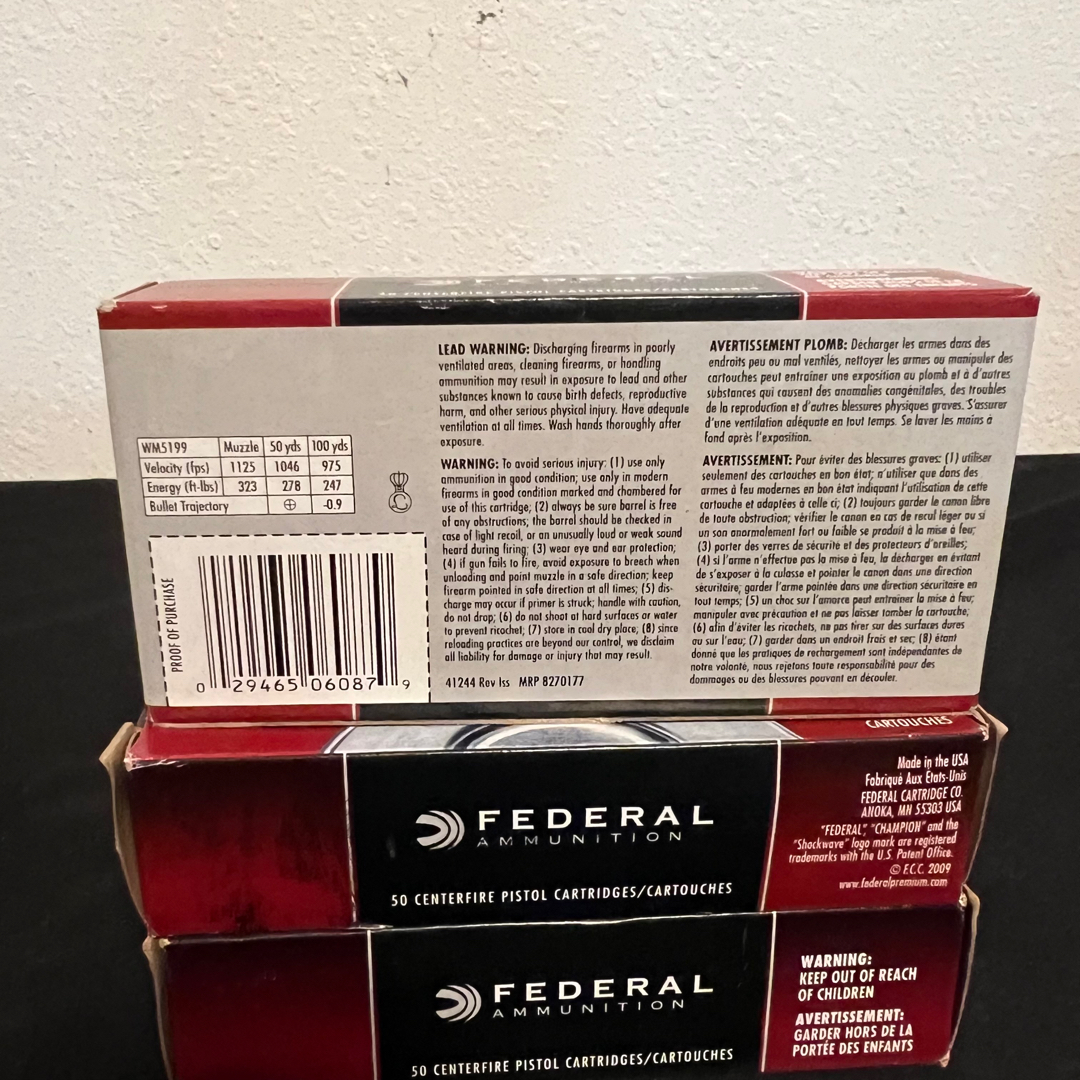 FEDERAL
50 CENTERFIRE PISTOL CARTRIDGES/CARTOUCHES
LEAD WARNING: Discharging firearms in poorly
ventilated areas, cleaning firearms, or handling
ammunition may result in exposure to lead and other
substances known to cause birth defects, reproductive
harm, and other serious physical injury. Have adequate
ventilation at all times. Wash hands thoroughly after
exposure.
WARNING: To avoid serious injury: (1) use only
ammunition in good condition; use only in modern
firearms in good condition marked and chambered for
use of this cartridge; (2) always be sure barrel is free
of any obstructions; the barrel should be checked in
case of light recoil, or an unusually loud or weak sound
heard during firing; (3) wear eye and ear protection;
(4) if gun fails to fire, avoid exposure to breech when
unloading and point muzzle in a safe direction; keep
firearm pointed in safe direction at all times; (5) dis-
charge may occur if primer is struck; handle with caution,
do not drop; (6) do not shoot at hard surfaces or water
to prevent ricochet; (7) store in cool dry place; (8) since
reloading practices are beyond our control, we disclaim
all liability for damage or injury that may result.
41244 Rev Iss MRP 8270177
AVERTISSEMENT PLOMB: Décharger les armes dans des
endroits peu ou mal ventilés, nettoyer les armes ou manipuler des
cartouches peut entraîner une exposition au plomb et à d'autres
substances qui causent des anomalies congénitales, des troubles
de la reproduction et d'autres blessures physiques graves. S'assurer
d'une ventilation adéquate en tout temps. Se laver les mains à
fond après l'exposition.
AVERTISSEMENT: Pour éviter des blessures graves: (1) utiliser
seulement des cartouches en bon état; n'utiliser que dans des
armes à feu modernes en bon état indiquant l'utilisation de cette
cartouche et adaptées à celle ci; (2) toujours garder le canon libre
de toute obstruction; vérifier le canon en cas de recul léger ou si
un son anormalement fort ou faible se produit à la mise à feu;
(3) porter des verres de sécurité et des protecteurs d'oreilles;
(4) si l'arme n'effectue pas la mise à feu, la décharger en évitant
de s'exposer à la culasse et pointer le canon dans une direction
sécuritaire; garder l'arme pointée dans une direction sécuritaire en
tout temps; (5) un choc sur l'amorce peut entraîner la mise à feu;
manipuler avec précaution et ne pas laisser tomber la cartouche;
(6) afin d'éviter les ricochets, ne pas tirer sur des surfaces dures
ou sur l'eau; (7) garder dans un endroit frais et sec; (8) étant
donné que les pratiques de rechargement sont indépendantes de
notre volonté, nous rejetons toute responsabilité pour des
dommages ou des blessures pouvant en découler.
WM5199 Muzzle 50 yds 100 yds
Velocity (fps) 1125 1046 975
Energy (ft-lbs) 323 278 247
Bullet Trajectory ⊕ -0.9
PROOF OF PURCHASE
0 29465 06087 9
CARTOUCHES
FEDERAL
AMMUNITION
50 CENTERFIRE PISTOL CARTRIDGES/CARTOUCHES
Made in the USA
Fabriqué Aux États-Unis
FEDERAL CARTRIDGE CO.
ANOKA, MN 55303 USA
"FEDERAL," "CHAMPION" and the
"Shockwave" logo mark are registered
trademarks with the U.S. Patent Office.
© F.C.C. 2009
www.federalpremium.com
FEDERAL
AMMUNITION
50 CENTERFIRE PISTOL CARTRIDGES/CARTOUCHES
WARNING:
KEEP OUT OF REACH
OF CHILDREN
AVERTISSEMENT:
GARDER HORS DE LA
PORTÉE DES ENFANTS